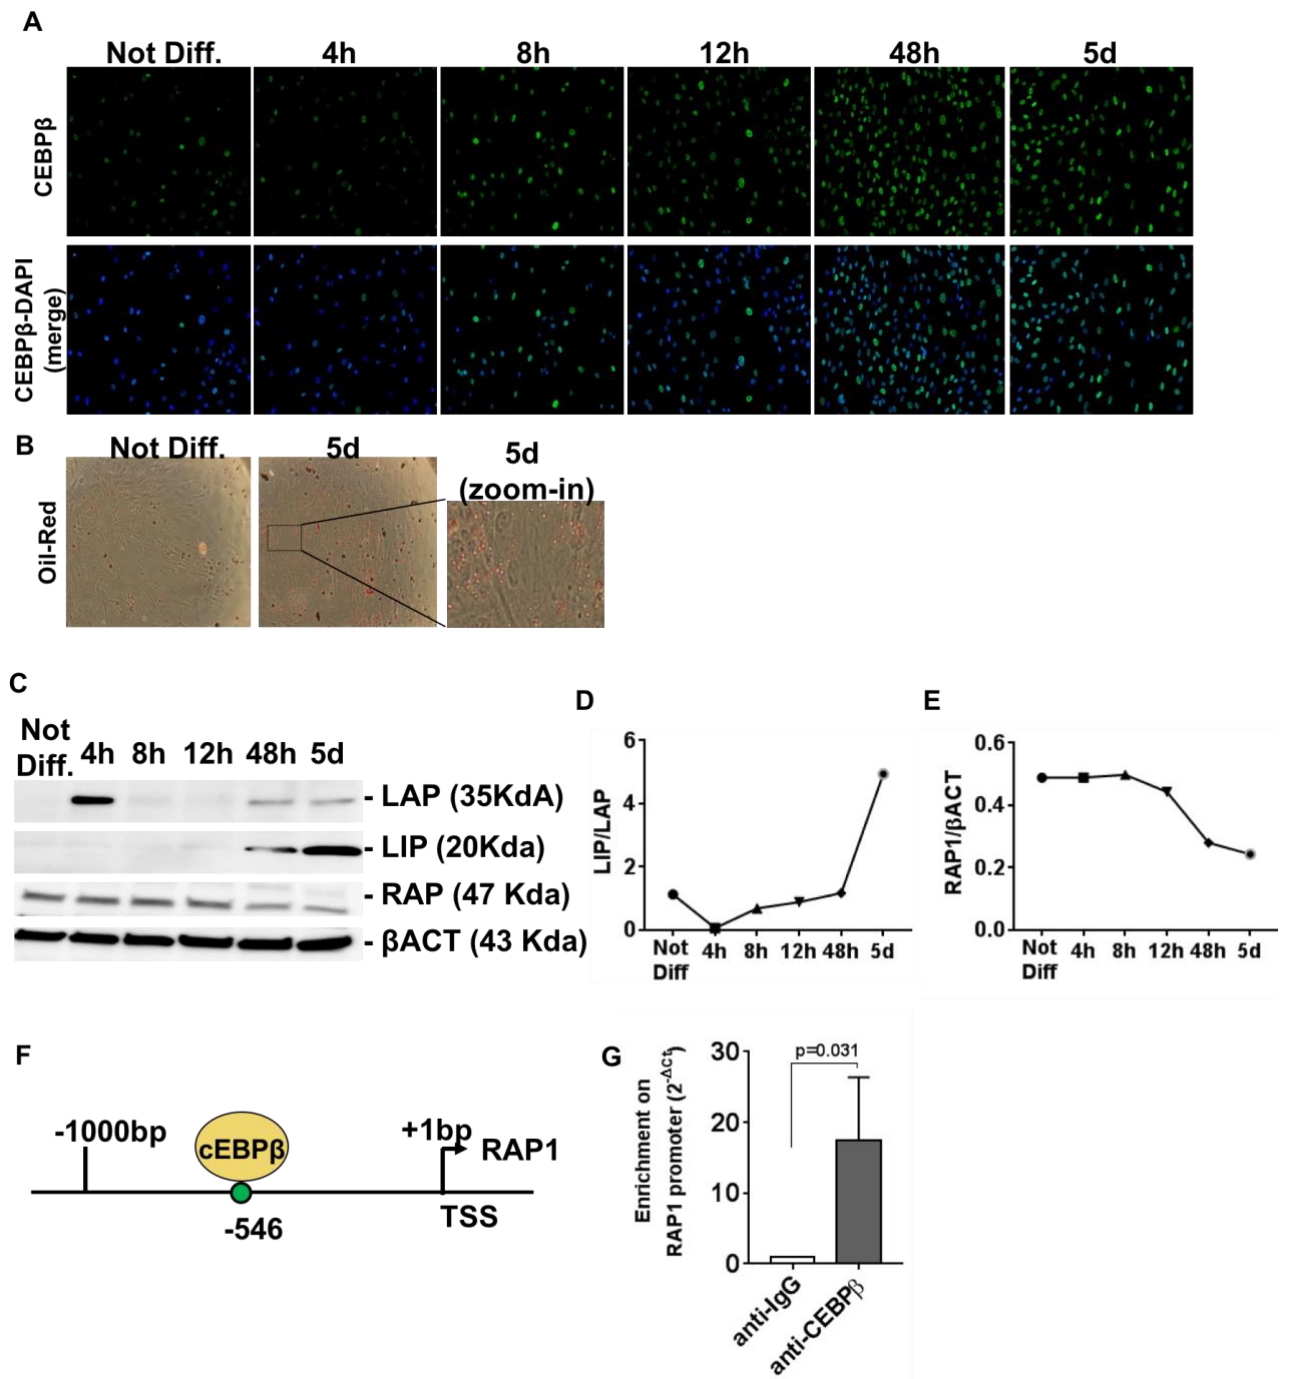 A
Not Diff. 4h 8h 12h 48h 5d
CEBPβ
CEBPβ-DAPI
(merge)
B
Not Diff. 5d 5d
(zoom-in)
Oil-Red
C
Not
Diff. 4h 8h 12h 48h 5d
- LAP (35KdA)
- LIP (20Kda)
- RAP (47 Kda)
- βACT (43 Kda)
D
LIP/LAP
6
4
2
0
Not
Diff 4h 8h 12h 48h 5d
E
RAP1/βACT
0.6
0.4
0.2
0.0
Not
Diff 4h 8h 12h 48h 5d
F
-1000bp
cEBPβ
+1bp
RAP1
-546
TSS
G
Enrichment on
RAP1 promoter (2-ΔCt)
30
20
10
0
p=0.031
anti-IgG
anti-CEBPβ